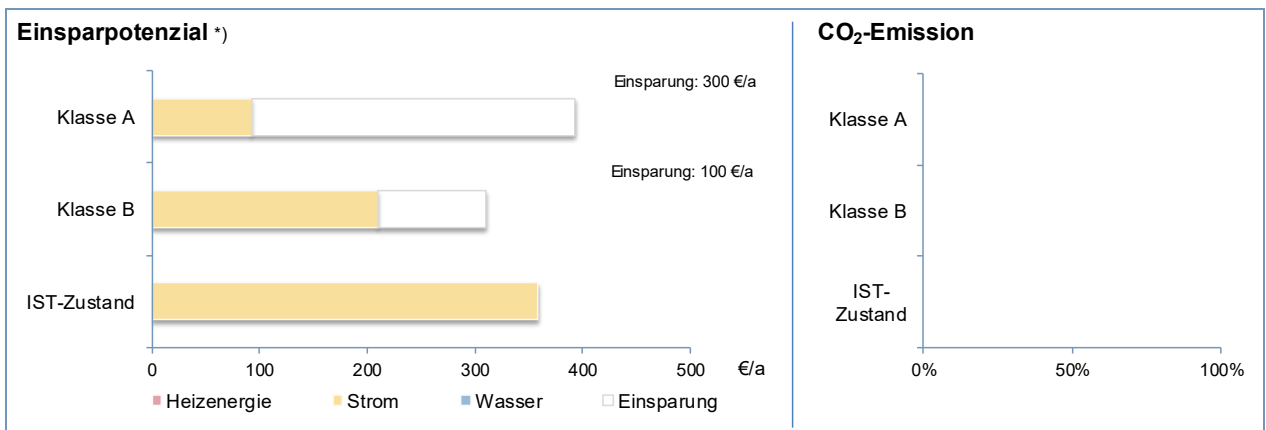 Einsparpotenzial *)
Einsparung: 300 €/a
Klasse A
Einsparung: 100 €/a
Klasse B
IST-Zustand
0 100 200 300 400 500 €/a
Heizenergie Strom Wasser Einsparung
CO₂-Emission
Klasse A
Klasse B
IST-
Zustand
0% 50% 100%